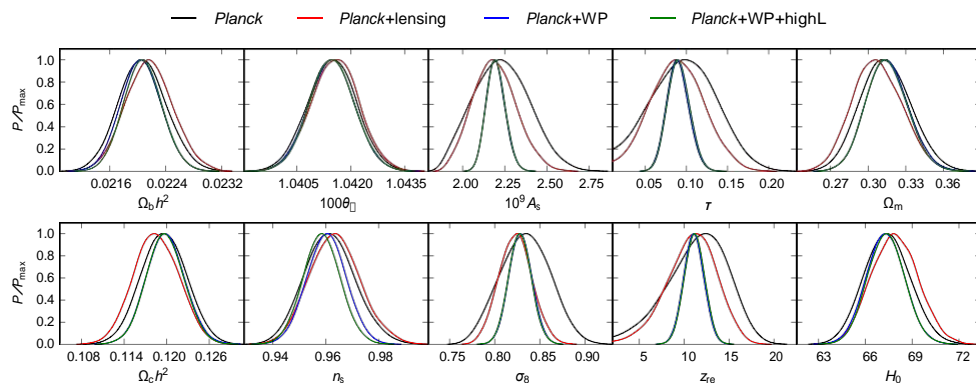 Planck Planck+lensing Planck+WP Planck+WP+highL
P/Pmax
1.0
0.8
0.6
0.4
0.2
0.0
0.0216 0.0224 0.0232 1.0405 1.0420 1.0435 2.00 2.25 2.50 2.75 0.05 0.10 0.15 0.20 0.27 0.30 0.33 0.36
Ωbh² 100θ▯ 10⁹As τ Ωm
P/Pmax
1.0
0.8
0.6
0.4
0.2
0.0
0.108 0.114 0.120 0.126 0.94 0.96 0.98 0.75 0.80 0.85 0.90 5 10 15 20 63 66 69 72
Ωch² ns σ8 zre H0